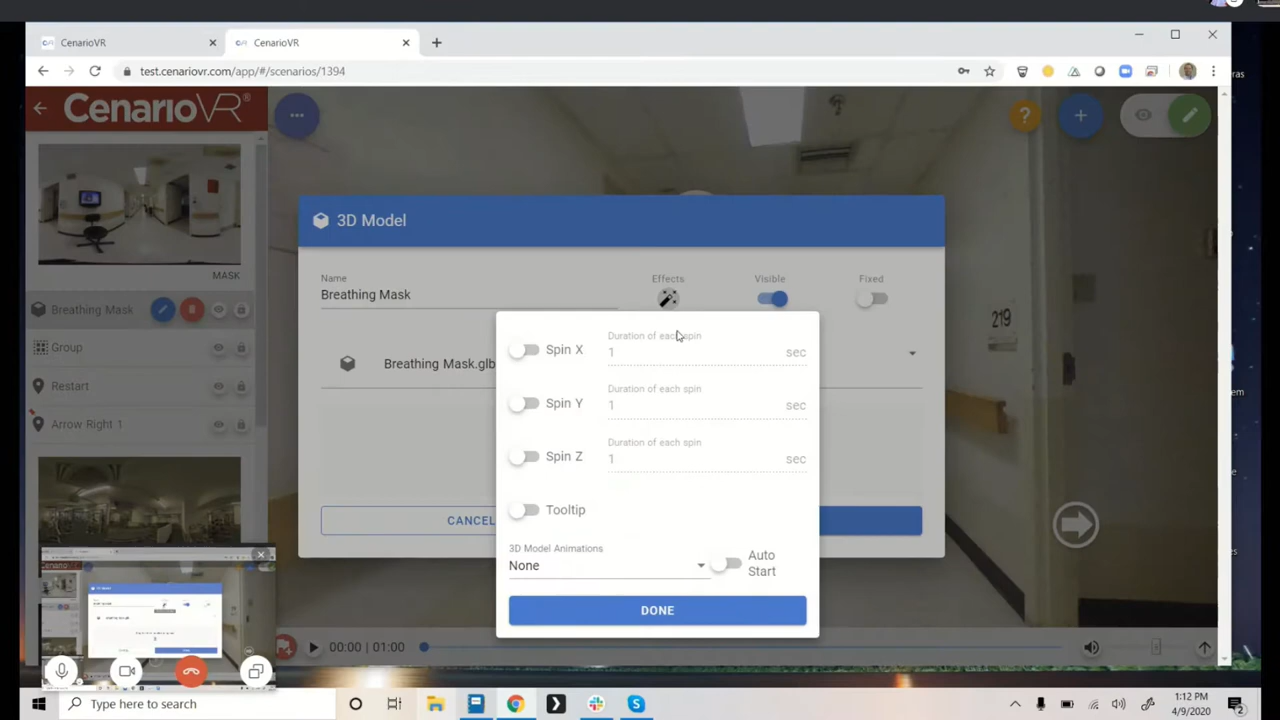 CenarioVR
CenarioVR
test.cenariovr.com/app/#/scenarios/1394
CenarioVR®
MASK
Breathing Mask
Group
Restart
Arrow Right 1
3D Model
Name
Breathing Mask
Effects
Visible
Fixed
Breathing Mask.glb
Spin X
Duration of each spin
1
sec
Spin Y
Duration of each spin
1
sec
Spin Z
Duration of each spin
1
sec
Tooltip
3D Model Animations
None
Auto
Start
DONE
CANCEL
?
219
00:00 | 01:00
Type here to search
1:12 PM
4/9/2020
2